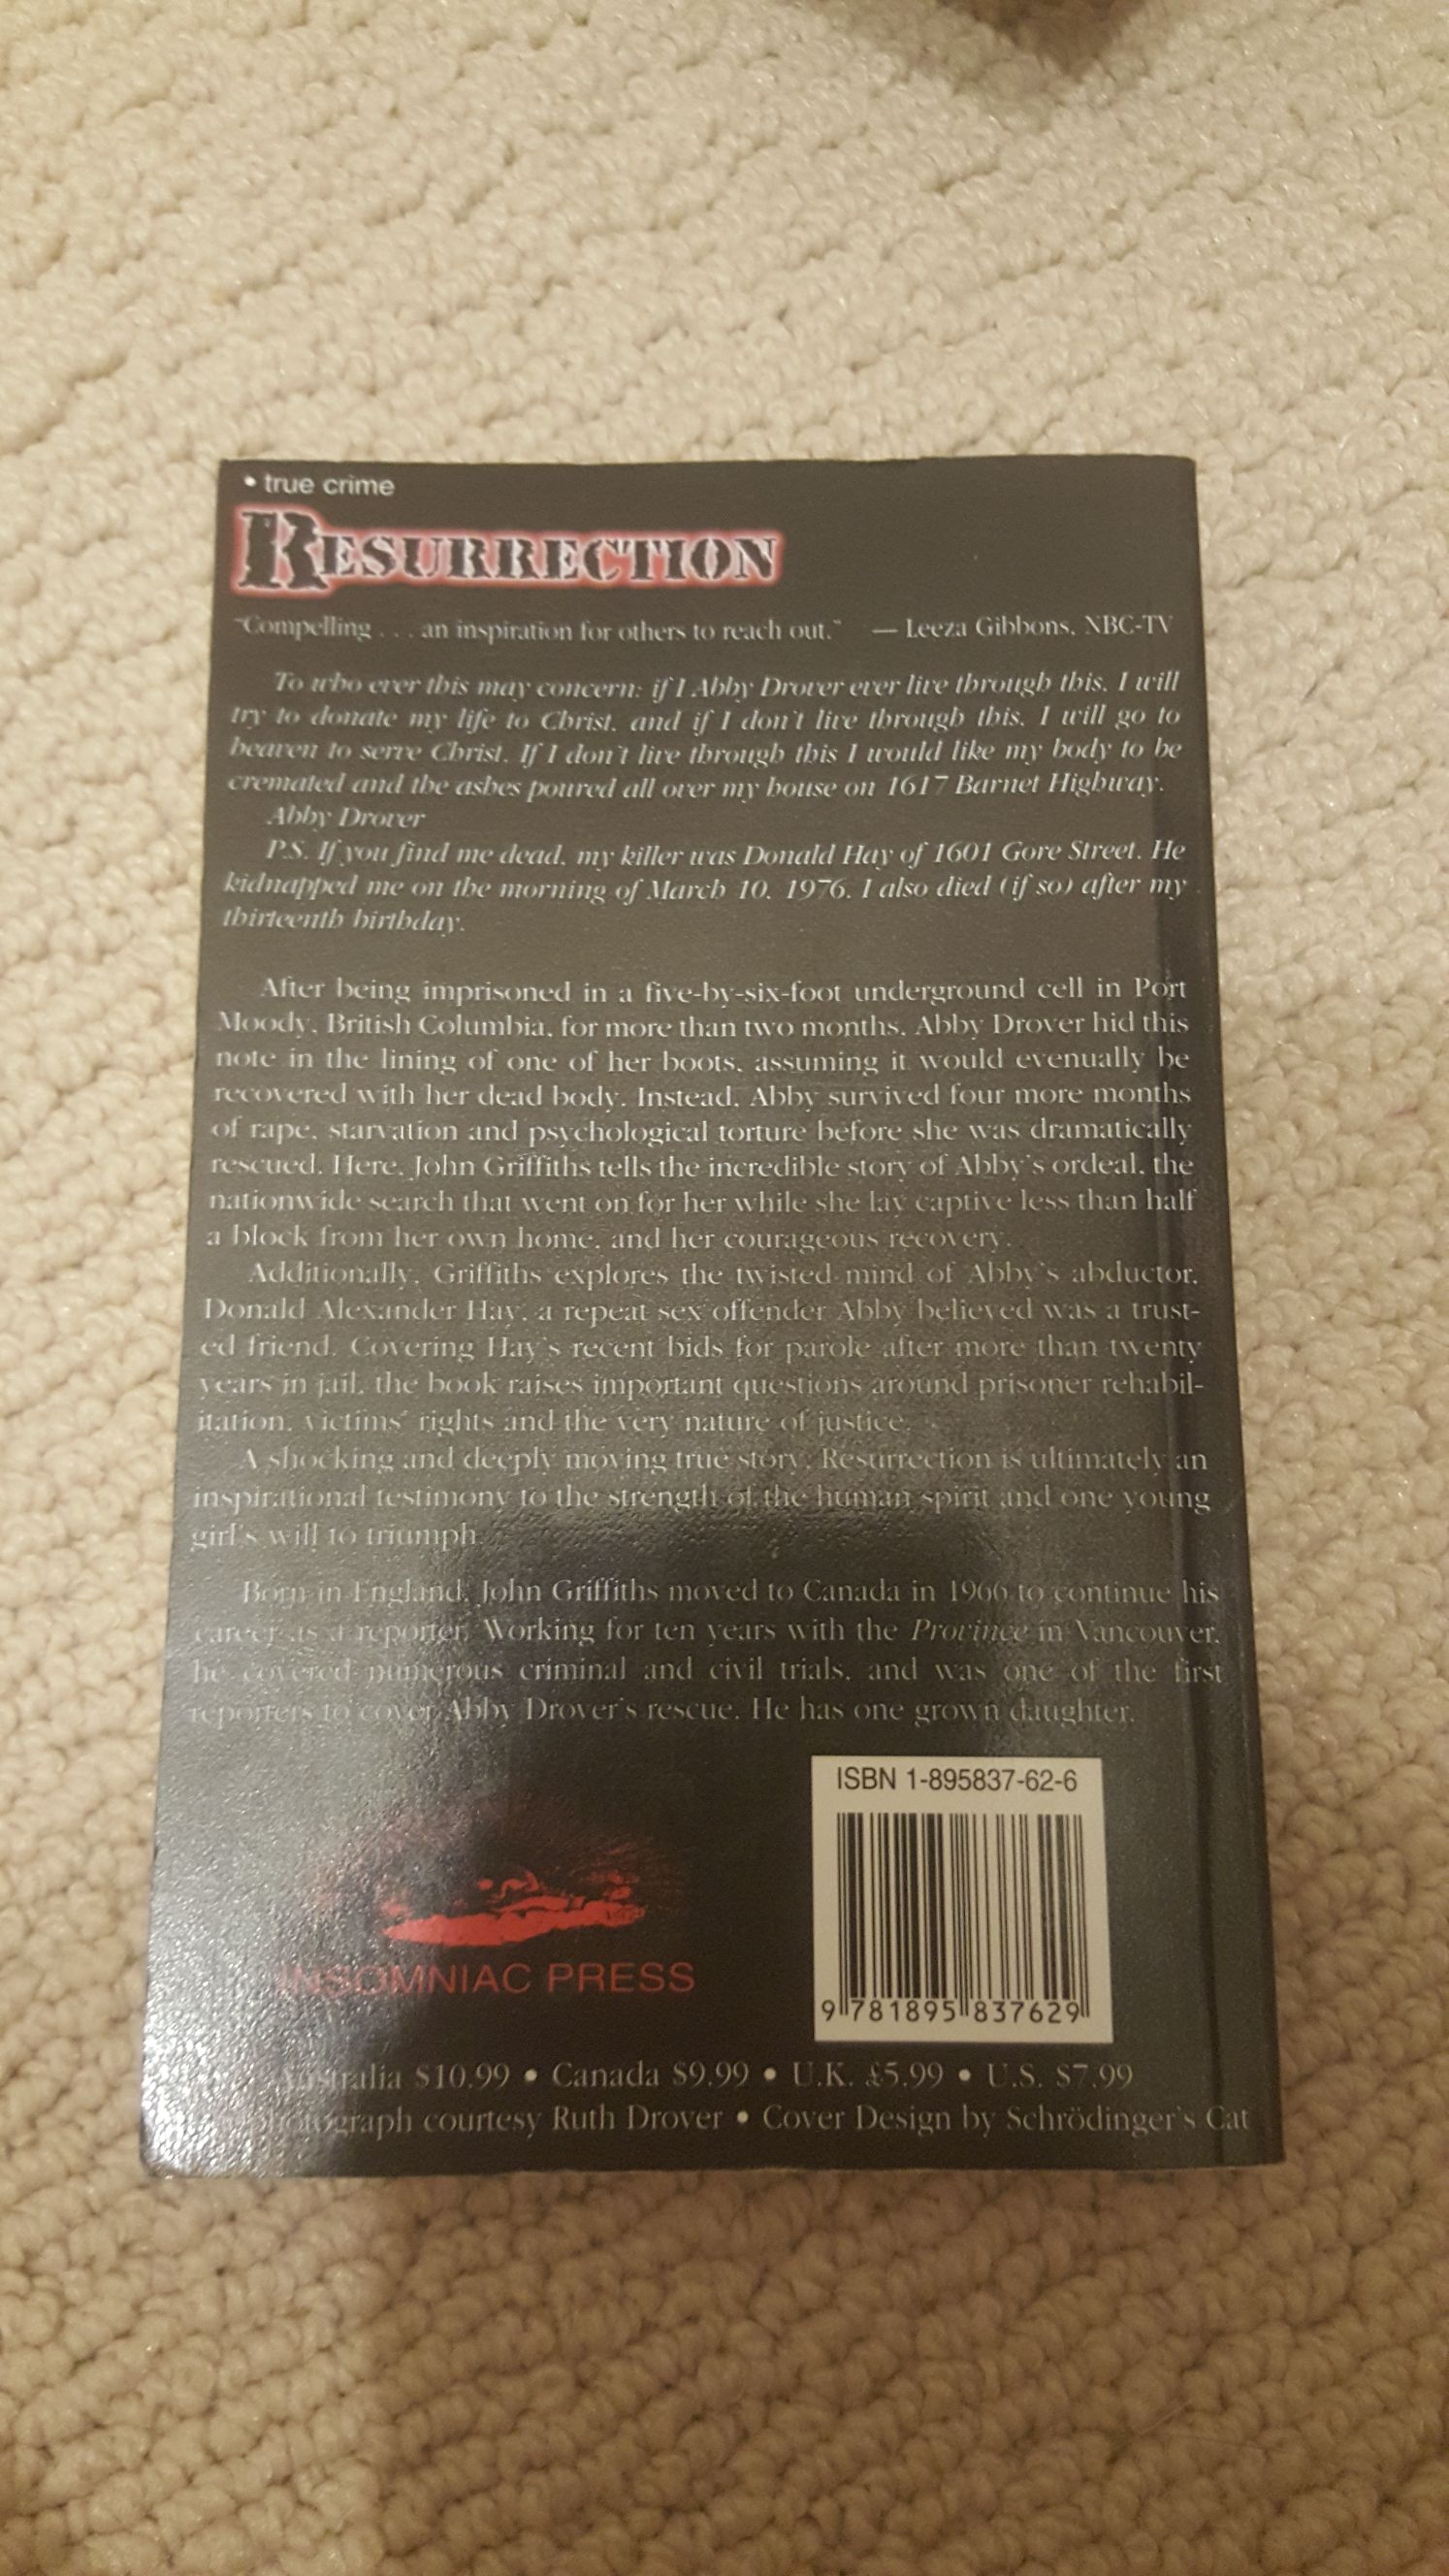 • true crime
RESURRECTION
"Compelling . . . an inspiration for others to reach out." — Leeza Gibbons, NBC-TV
To who ever this may concern: if I Abby Drover ever live through this, I will
try to donate my life to Christ, and if I don't live through this, I will go to
heaven to serve Christ. If I don't live through this I would like my body to be
cremated and the ashes poured all over my house on 1617 Barnet Highway.
Abby Drover
P.S. If you find me dead, my killer was Donald Hay of 1601 Gore Street. He
kidnapped me on the morning of March 10, 1976. I also died (if so) after my
thirteenth birthday.
After being imprisoned in a five-by-six-foot underground cell in Port
Moody, British Columbia, for more than two months, Abby Drover hid this
note in the lining of one of her boots, assuming it would evenually be
recovered with her dead body. Instead, Abby survived four more months
of rape, starvation and psychological torture before she was dramatically
rescued. Here, John Griffiths tells the incredible story of Abby's ordeal, the
nationwide search that went on for her while she lay captive less than half
a block from her own home, and her courageous recovery.
Additionally, Griffiths explores the twisted mind of Abby's abductor,
Donald Alexander Hay, a repeat sex offender Abby believed was a trust-
ed friend. Covering Hay's recent bids for parole after more than twenty
years in jail, the book raises important questions around prisoner rehabil-
itation, victims' rights and the very nature of justice.
A shocking and deeply moving true story, Resurrection is ultimately an
inspirational testimony to the strength of the human spirit and one young
girl's will to triumph.
Born in England, John Griffiths moved to Canada in 1966 to continue his
career as a reporter. Working for ten years with the Province in Vancouver,
he covered numerous criminal and civil trials, and was one of the first
reporters to cover Abby Drover's rescue. He has one grown daughter.
ISBN 1-895837-62-6
9 781895 837629
INSOMNIAC PRESS
Australia $10.99 • Canada $9.99 • U.K. £5.99 • U.S. $7.99
photograph courtesy Ruth Drover • Cover Design by Schrödinger's Cat